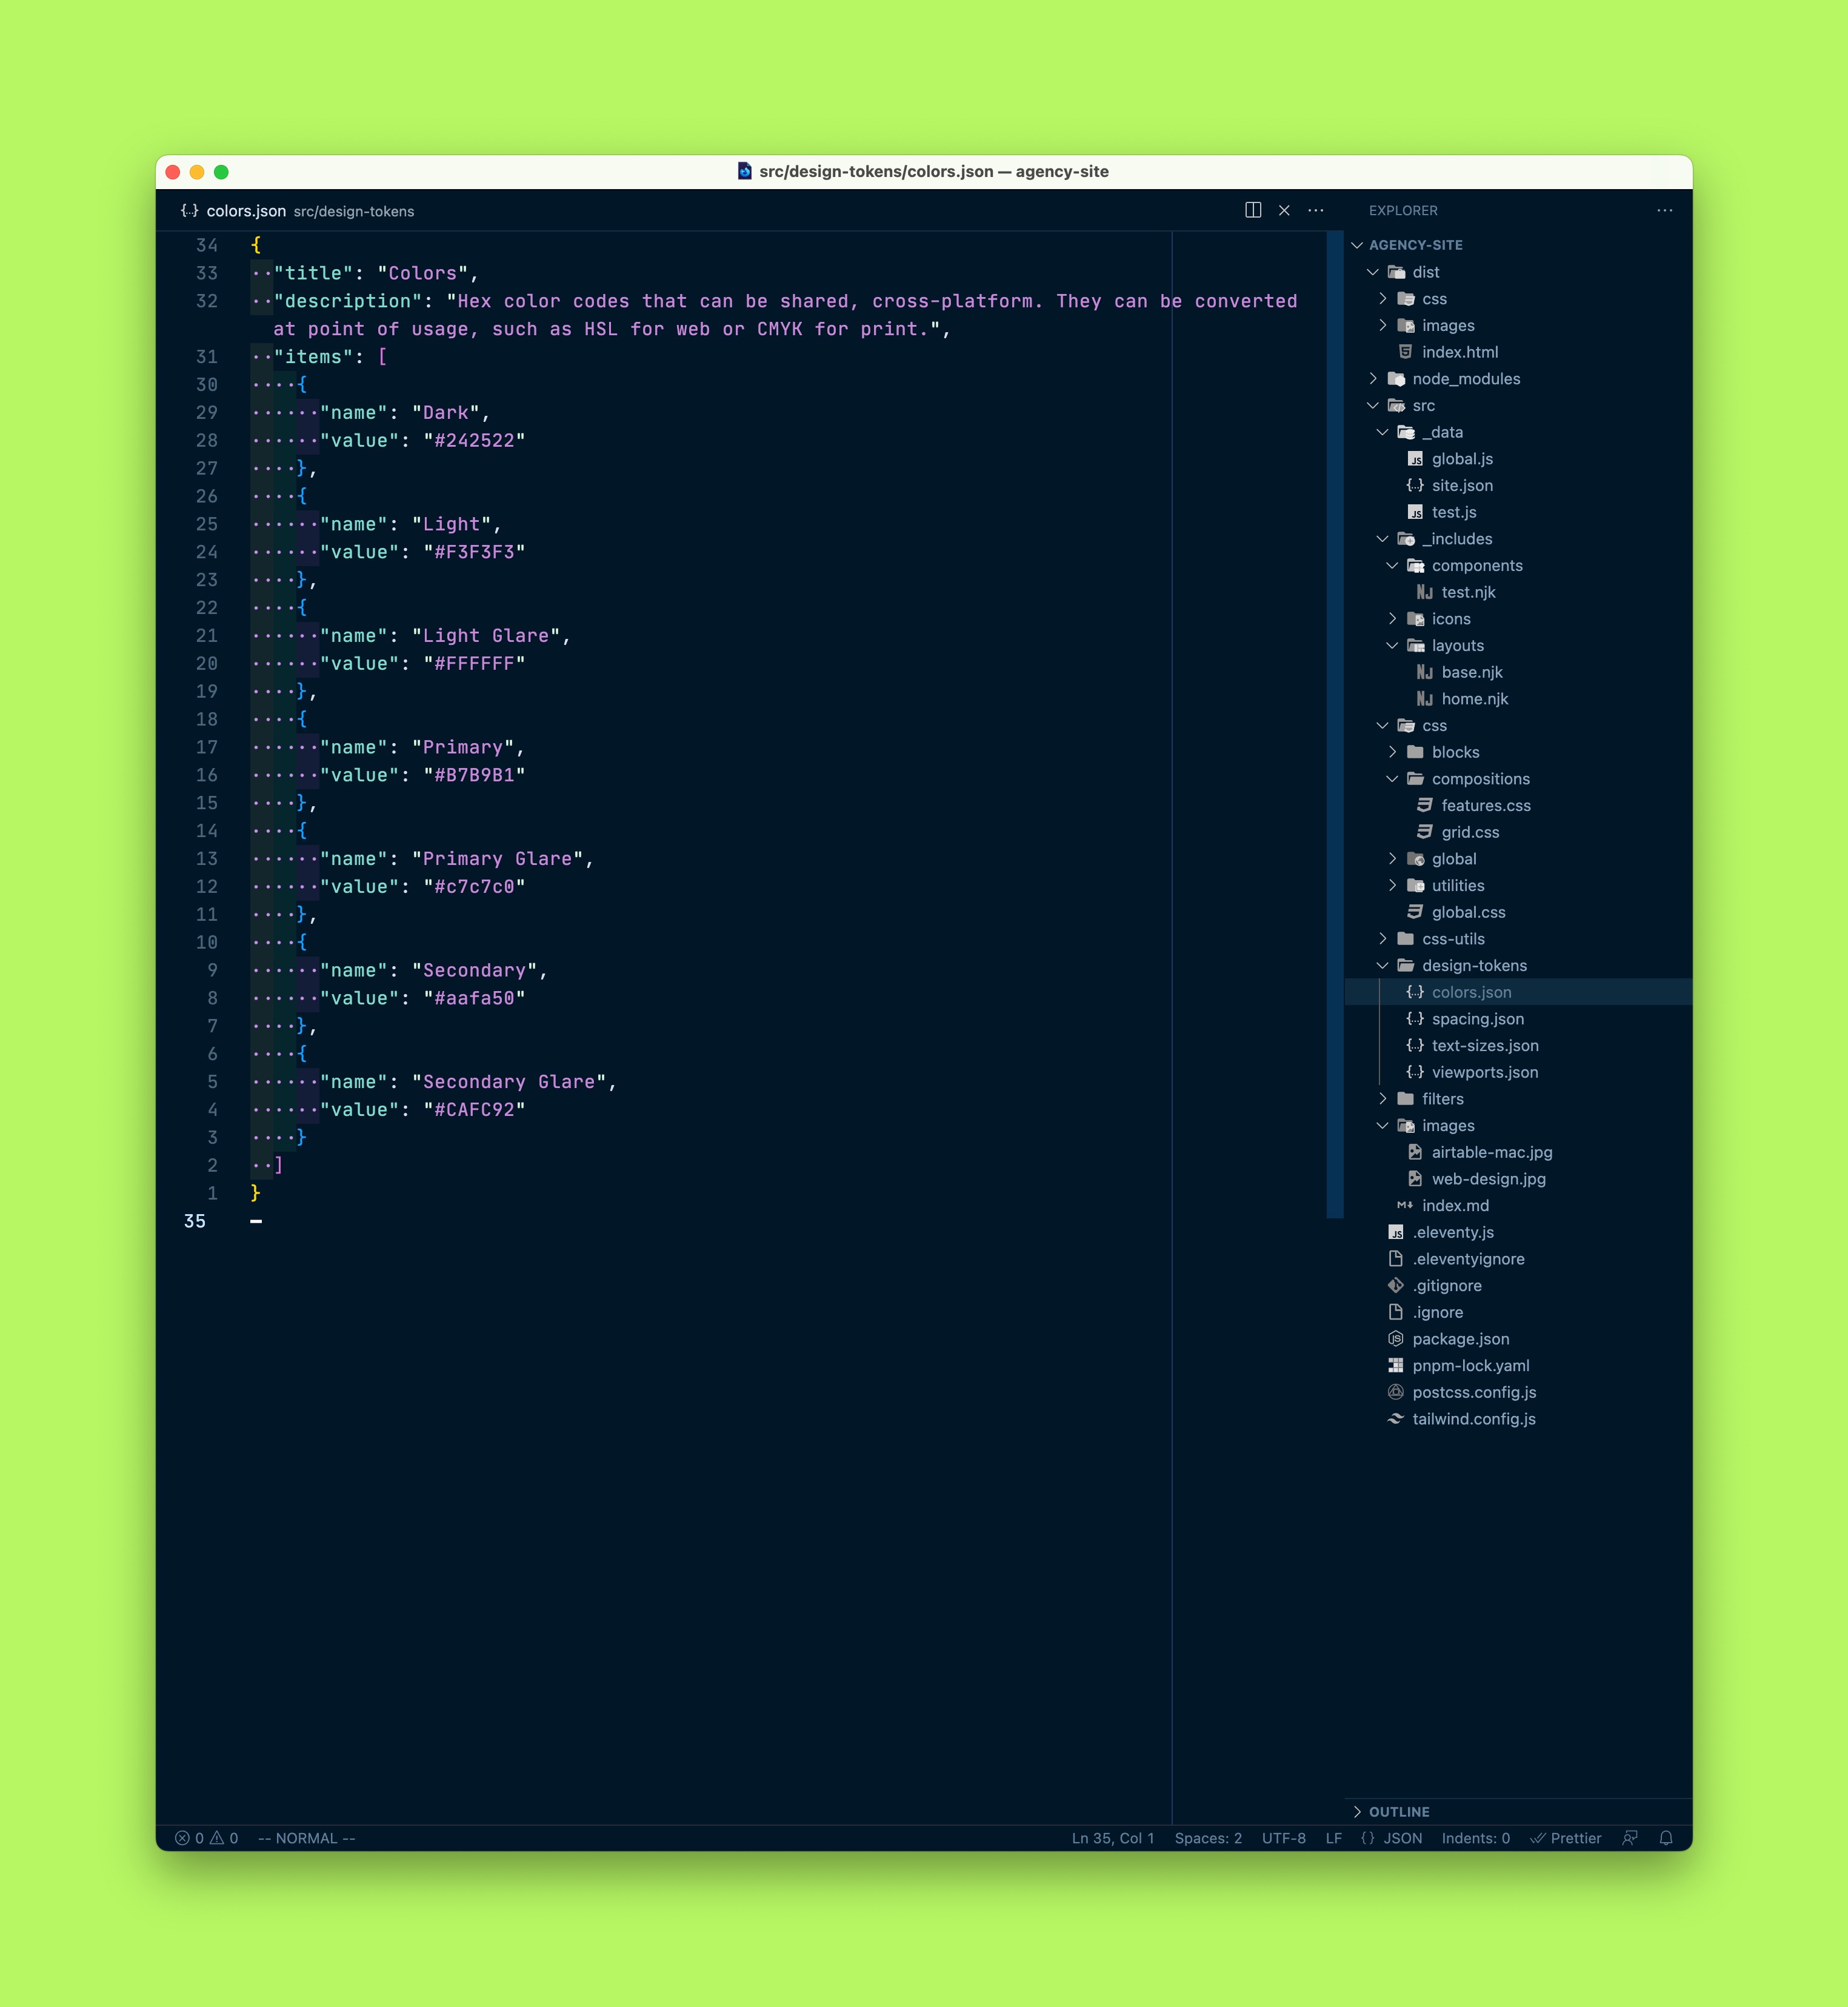 src/design-tokens/colors.json — agency-site
{..} colors.json src/design-tokens
34 {
33 "title": "Colors",
32 "description": "Hex color codes that can be shared, cross-platform. They can be converted
at point of usage, such as HSL for web or CMYK for print.",
31 "items": [
30 {
29 "name": "Dark",
28 "value": "#242522"
27 },
26 {
25 "name": "Light",
24 "value": "#F3F3F3"
23 },
22 {
21 "name": "Light Glare",
20 "value": "#FFFFFF"
19 },
18 {
17 "name": "Primary",
16 "value": "#B7B9B1"
15 },
14 {
13 "name": "Primary Glare",
12 "value": "#c7c7c0"
11 },
10 {
9 "name": "Secondary",
8 "value": "#aafa50"
7 },
6 {
5 "name": "Secondary Glare",
4 "value": "#CAFC92"
3 }
2 ]
1 }
35
EXPLORER
AGENCY-SITE
dist
css
images
index.html
node_modules
src
_data
JS global.js
{..} site.json
JS test.js
_includes
components
NJ test.njk
icons
layouts
NJ base.njk
NJ home.njk
css
blocks
compositions
features.css
grid.css
global
utilities
global.css
css-utils
design-tokens
{..} colors.json
{..} spacing.json
{..} text-sizes.json
{..} viewports.json
filters
images
airtable-mac.jpg
web-design.jpg
M index.md
JS .eleventy.js
.eleventyignore
.gitignore
.ignore
package.json
pnpm-lock.yaml
postcss.config.js
tailwind.config.js
OUTLINE
0 0 -- NORMAL -- Ln 35, Col 1 Spaces: 2 UTF-8 LF {} JSON Indents: 0 Prettier